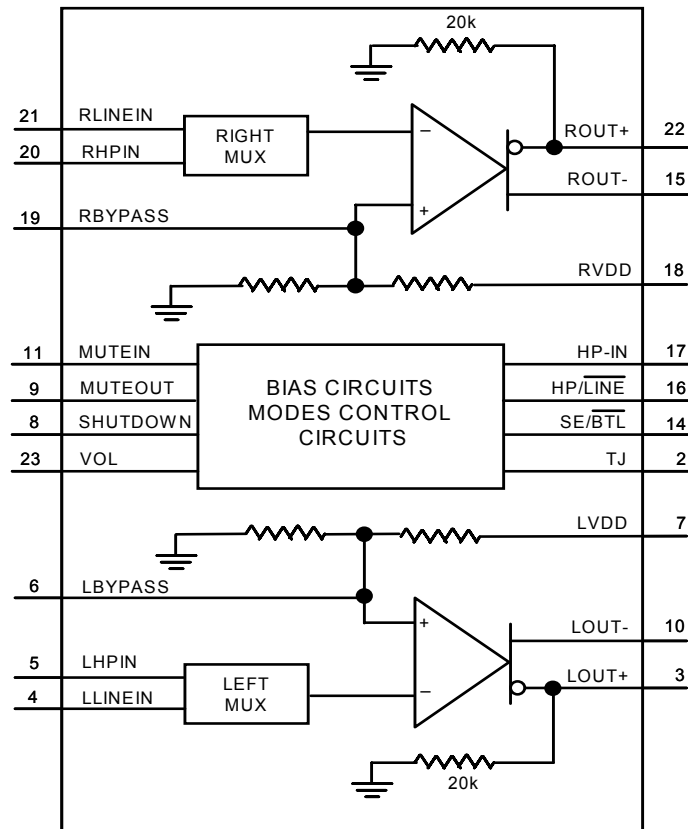 20k
21 RLINEIN
RIGHT
MUX
−
ROUT+ 22
20 RHPIN
ROUT- 15
19 RBYPASS
+
RVDD 18
11 MUTEIN
HP-IN 17
9 MUTEOUT
BIAS CIRCUITS
MODES CONTROL
CIRCUITS
HP/LINE 16
8 SHUTDOWN
SE/BTL 14
23 VOL
TJ 2
LVDD 7
6 LBYPASS
+
LOUT- 10
5 LHPIN
LEFT
MUX
−
LOUT+ 3
4 LLINEIN
20k